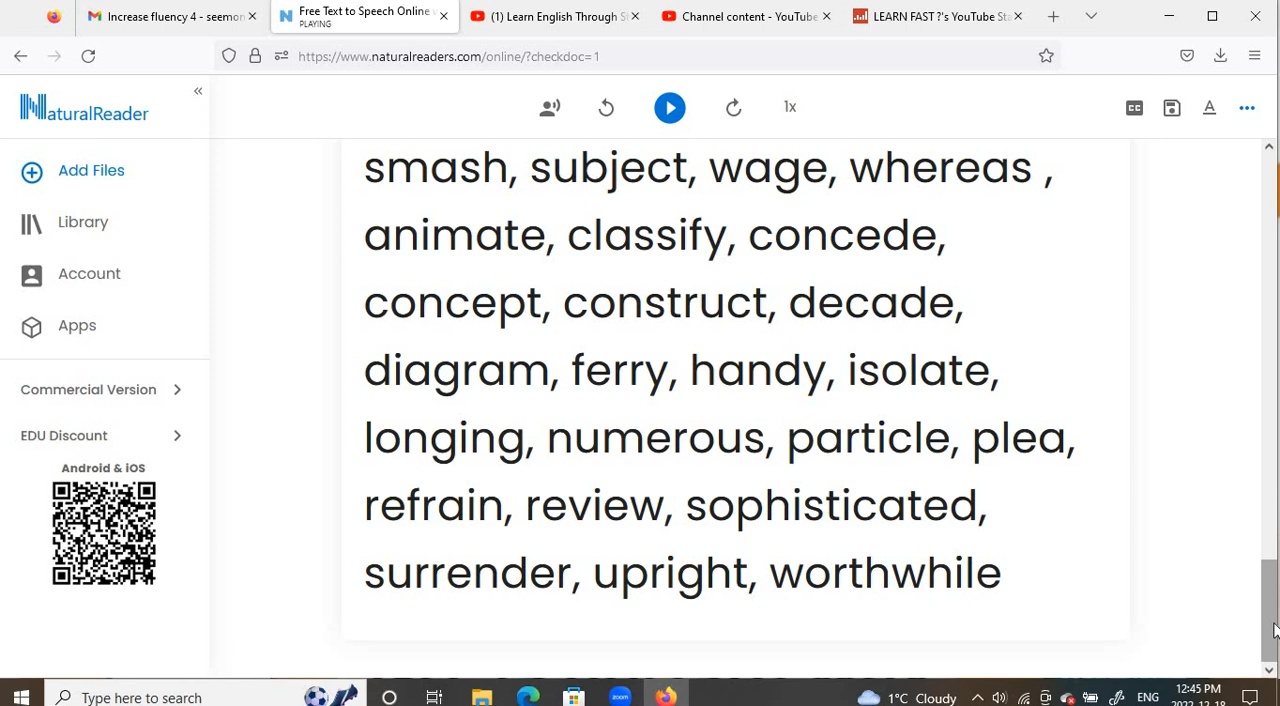 Increase fluency 4 - seemon
Free Text to Speech Online
PLAYING
(1) Learn English Through St
Channel content - YouTube
LEARN FAST ?'s YouTube Sta
https://www.naturalreaders.com/online/?checkdoc=1
NaturalReader
1x
CC
A
Add Files
Library
Account
Apps
Commercial Version
EDU Discount
Android & iOS
smash, subject, wage, whereas ,
animate, classify, concede,
concept, construct, decade,
diagram, ferry, handy, isolate,
longing, numerous, particle, plea,
refrain, review, sophisticated,
surrender, upright, worthwhile
Type here to search
zoom
1°C Cloudy
ENG
12:45 PM
2022-12-18